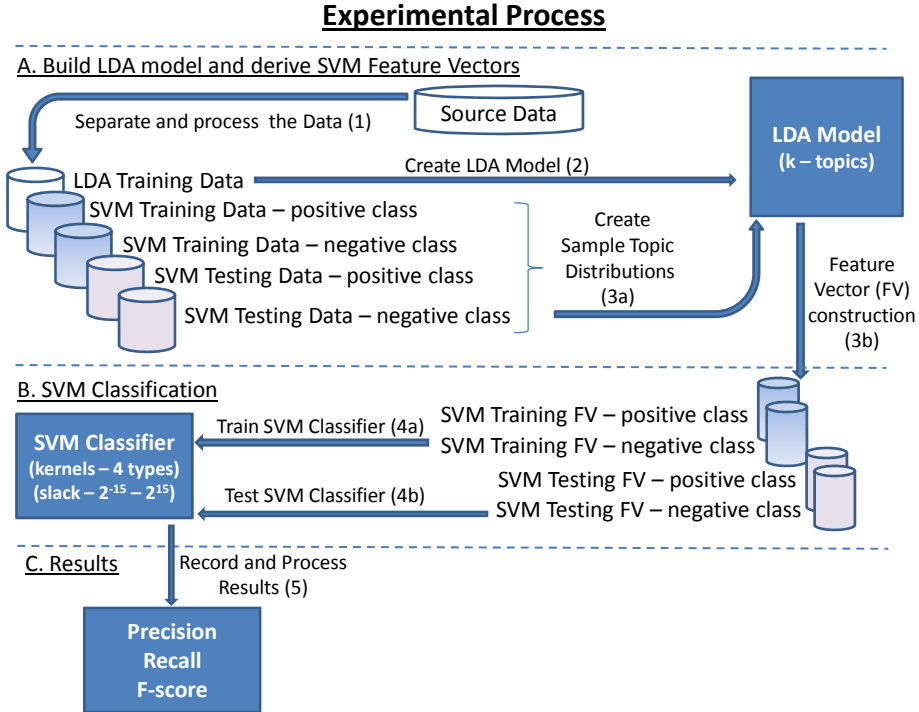 Experimental Process
A. Build LDA model and derive SVM Feature Vectors
Source Data
Separate and process the Data (1)
LDA Model
(k – topics)
LDA Training Data
Create LDA Model (2)
SVM Training Data – positive class
SVM Training Data – negative class
SVM Testing Data – positive class
SVM Testing Data – negative class
Create
Sample Topic
Distributions
(3a)
Feature
Vector (FV)
construction
(3b)
B. SVM Classification
SVM Classifier
(kernels – 4 types)
(slack – 2⁻¹⁵ – 2¹⁵)
Train SVM Classifier (4a)
Test SVM Classifier (4b)
SVM Training FV – positive class
SVM Training FV – negative class
SVM Testing FV – positive class
SVM Testing FV – negative class
C. Results
Record and Process
Results (5)
Precision
Recall
F-score